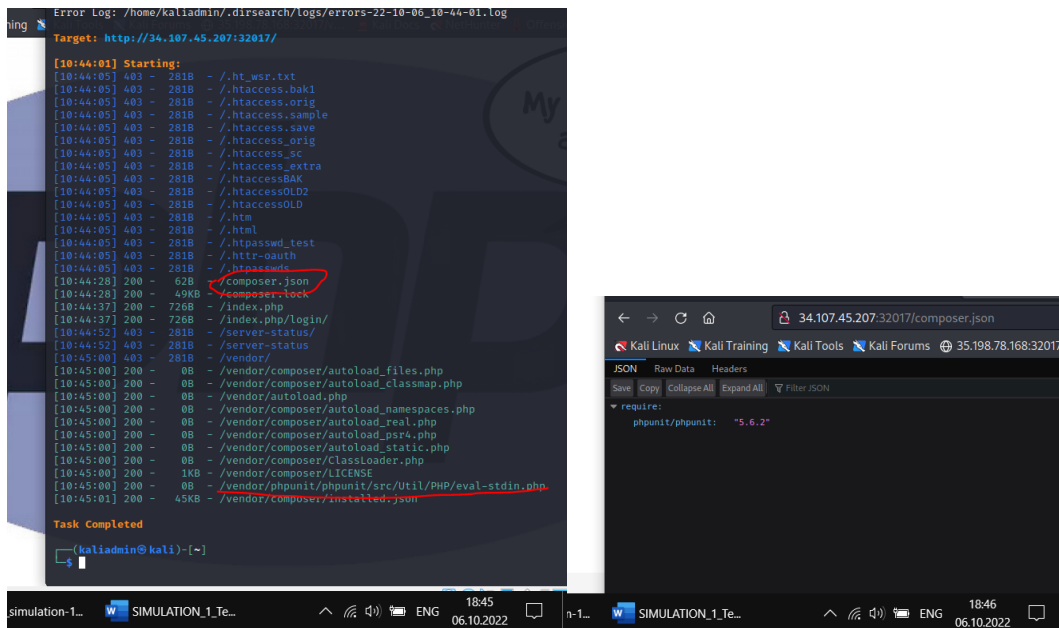 Error Log: /home/kaliadmin/.dirsearch/logs/errors-22-10-06_10-44-01.log
ning
Target: http://34.107.45.207:32017/
[10:44:01] Starting:
[10:44:05] 403 - 281B - /.ht_wsr.txt
[10:44:05] 403 - 281B - /.htaccess.bak1
[10:44:05] 403 - 281B - /.htaccess.orig
[10:44:05] 403 - 281B - /.htaccess.sample
[10:44:05] 403 - 281B - /.htaccess.save
[10:44:05] 403 - 281B - /.htaccess_orig
[10:44:05] 403 - 281B - /.htaccess_sc
[10:44:05] 403 - 281B - /.htaccess_extra
[10:44:05] 403 - 281B - /.htaccessBAK
[10:44:05] 403 - 281B - /.htaccessOLD2
[10:44:05] 403 - 281B - /.htaccessOLD
[10:44:05] 403 - 281B - /.htm
[10:44:05] 403 - 281B - /.html
[10:44:05] 403 - 281B - /.htpasswd_test
[10:44:05] 403 - 281B - /.httr-oauth
[10:44:05] 403 - 281B - /.htpasswds
[10:44:28] 200 - 62B - /composer.json
[10:44:28] 200 - 49KB - /composer.lock
[10:44:37] 200 - 726B - /index.php
[10:44:37] 200 - 726B - /index.php/login/
[10:44:52] 403 - 281B - /server-status/
[10:44:52] 403 - 281B - /server-status
[10:45:00] 403 - 281B - /vendor/
[10:45:00] 200 - 0B - /vendor/composer/autoload_files.php
[10:45:00] 200 - 0B - /vendor/composer/autoload_classmap.php
[10:45:00] 200 - 0B - /vendor/autoload.php
[10:45:00] 200 - 0B - /vendor/composer/autoload_namespaces.php
[10:45:00] 200 - 0B - /vendor/composer/autoload_real.php
[10:45:00] 200 - 0B - /vendor/composer/autoload_psr4.php
[10:45:00] 200 - 0B - /vendor/composer/autoload_static.php
[10:45:00] 200 - 0B - /vendor/composer/ClassLoader.php
[10:45:00] 200 - 1KB - /vendor/composer/LICENSE
[10:45:00] 200 - 0B - /vendor/phpunit/phpunit/src/Util/PHP/eval-stdin.php
[10:45:01] 200 - 45KB - /vendor/composer/installed.json
Task Completed
(kaliadmin㉿kali)-[~]
$
My
_simulation-1...
SIMULATION_1_Te...
ENG
18:45
06.10.2022
34.107.45.207:32017/composer.json
Kali Linux Kali Training Kali Tools Kali Forums 35.198.78.168:32017
JSON Raw Data Headers
Save Copy Collapse All Expand All Filter JSON
require:
phpunit/phpunit: "5.6.2"
n-1...
SIMULATION_1_Te...
ENG
18:46
06.10.2022